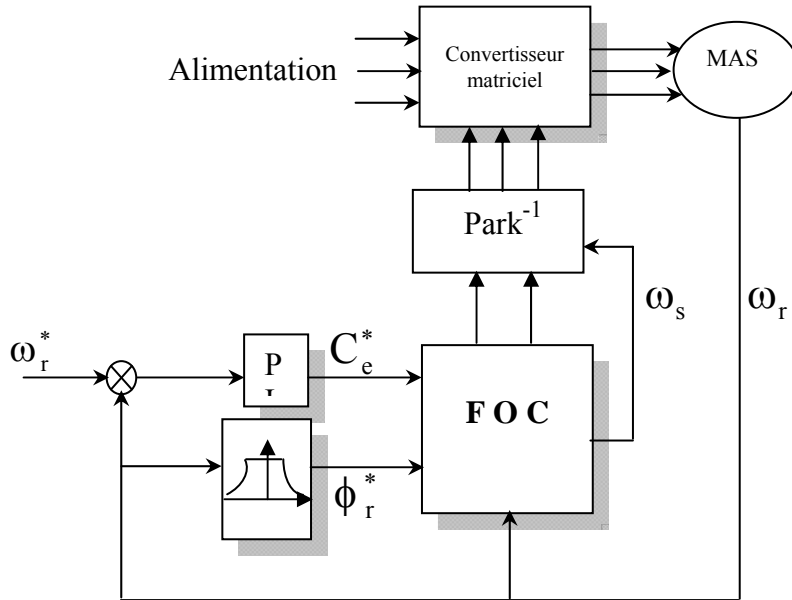 Alimentation
Convertisseur
matriciel
MAS
Park⁻¹
ωₛ
ωᵣ
ωᵣ*
P
Cₑ*
F O C
ϕᵣ*